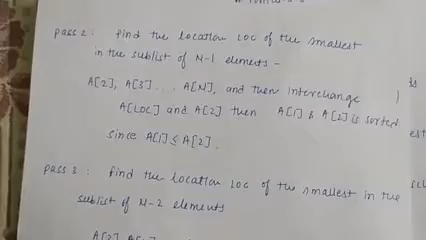 Pass 2 : find the location LOC of the smallest
in the sublist of N-1 elements -
A[2], A[3] . . . A[N], and then interchange
A[LOC] and A[2] then A[1] & A[2] is sorted
since A[1] ≤ A[2].
Pass 3 : find the location LOC of the smallest in the
sublist of N-2 elements